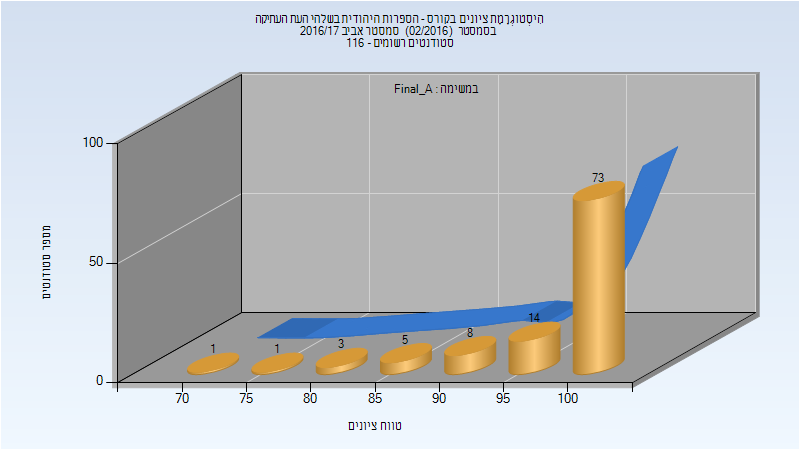 היסטוגרמת ציונים בקורס - הספרות היהודית בשלהי העת העתיקה
בסמסטר (02/2016) סמסטר אביב 2016/17
סטודנטים רשומים - 116
במשימה : Final_A
מספר סטודנטים
100
50
0
1
1
3
5
8
14
73
70
75
80
85
90
95
100
טווח ציונים